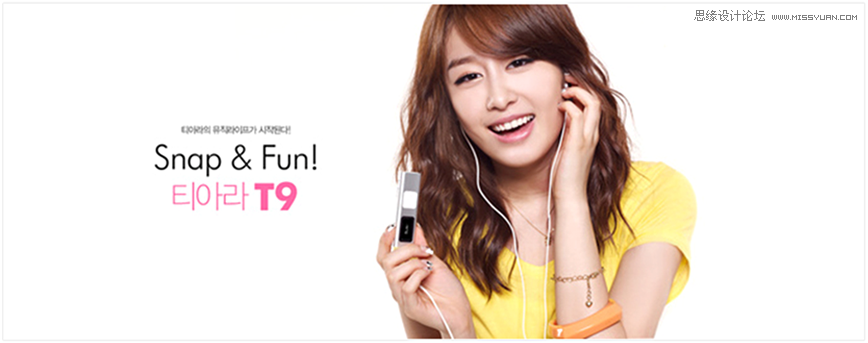 思缘设计论坛 WWW.MISSYUAN.COM
티아라의 뮤직라이프가 시작된다!
Snap & Fun!
티아라 T9